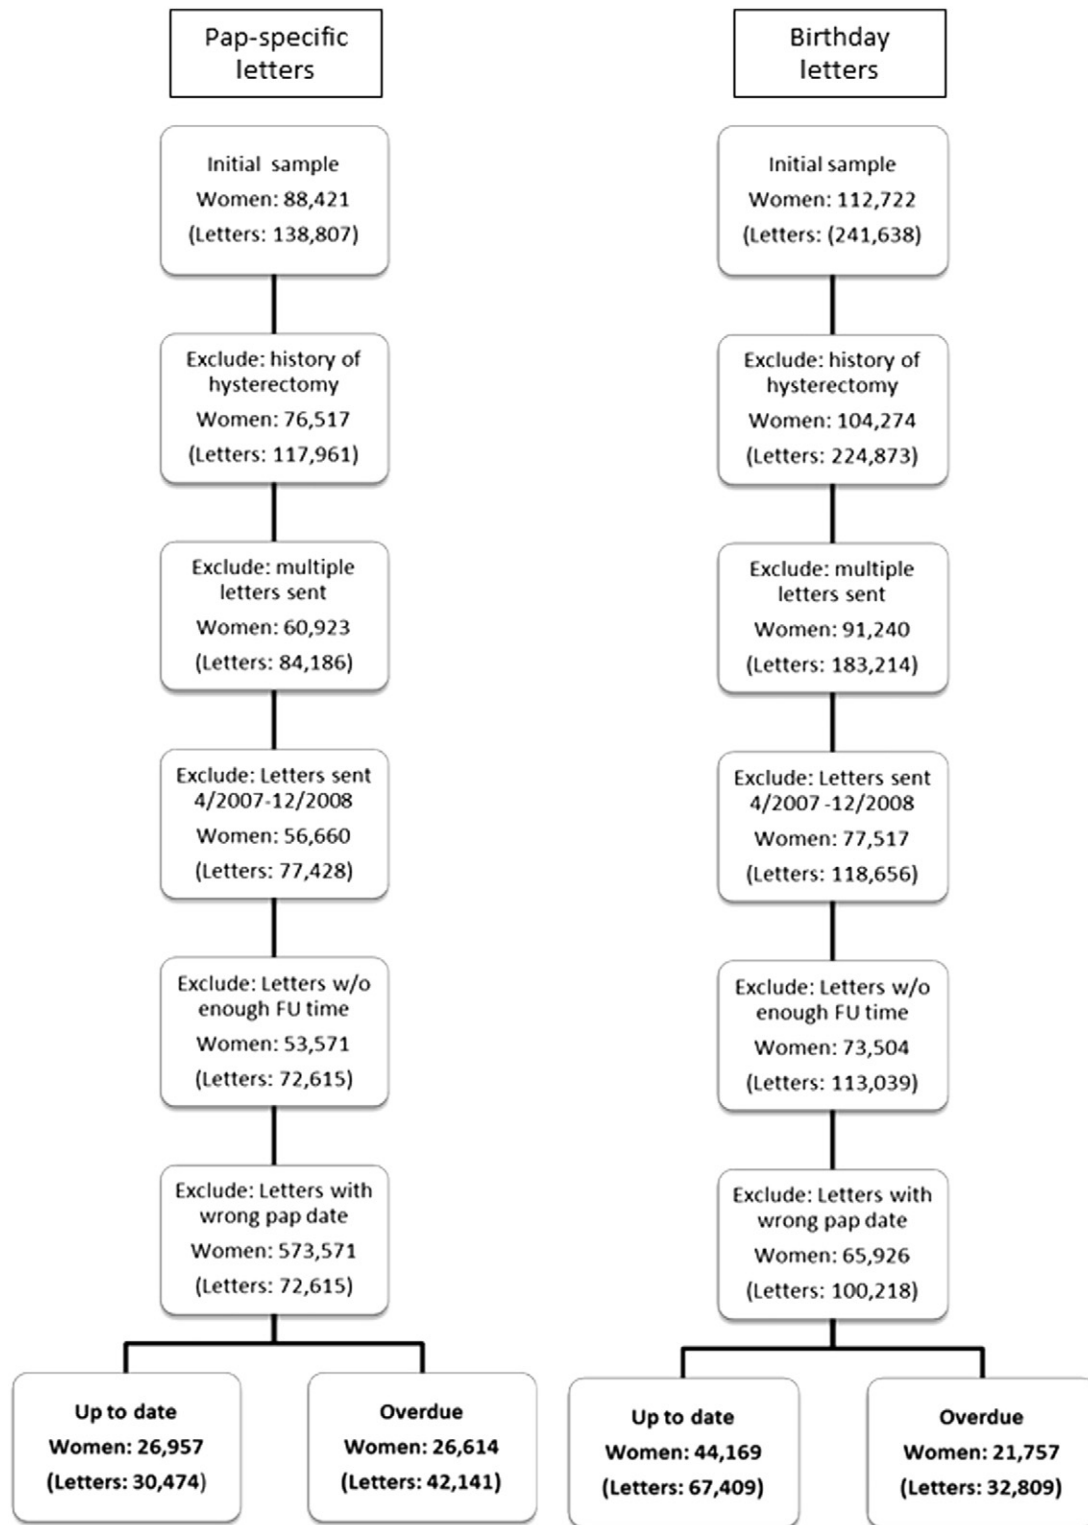 Pap-specific
letters
Initial sample
Women: 88,421
(Letters: 138,807)
Exclude: history of
hysterectomy
Women: 76,517
(Letters: 117,961)
Exclude: multiple
letters sent
Women: 60,923
(Letters: 84,186)
Exclude: Letters sent
4/2007-12/2008
Women: 56,660
(Letters: 77,428)
Exclude: Letters w/o
enough FU time
Women: 53,571
(Letters: 72,615)
Exclude: Letters with
wrong pap date
Women: 573,571
(Letters: 72,615)
Up to date
Women: 26,957
(Letters: 30,474)
Overdue
Women: 26,614
(Letters: 42,141)
Birthday
letters
Initial sample
Women: 112,722
(Letters: (241,638)
Exclude: history of
hysterectomy
Women: 104,274
(Letters: 224,873)
Exclude: multiple
letters sent
Women: 91,240
(Letters: 183,214)
Exclude: Letters sent
4/2007 -12/2008
Women: 77,517
(Letters: 118,656)
Exclude: Letters w/o
enough FU time
Women: 73,504
(Letters: 113,039)
Exclude: Letters with
wrong pap date
Women: 65,926
(Letters: 100,218)
Up to date
Women: 44,169
(Letters: 67,409)
Overdue
Women: 21,757
(Letters: 32,809)